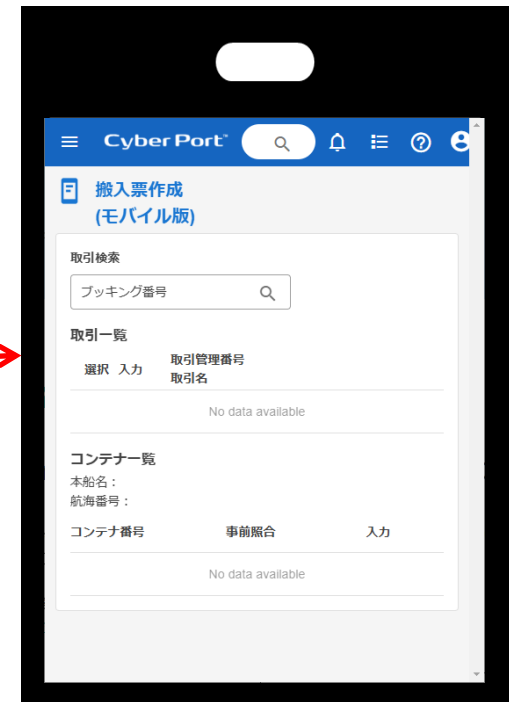 Cyber Port™
搬入票作成
(モバイル版)
取引検索
ブッキング番号
取引一覧
選択 入力 取引管理番号
取引名
No data available
コンテナ一覧
本船名：
航海番号：
コンテナ番号 事前照合 入力
No data available